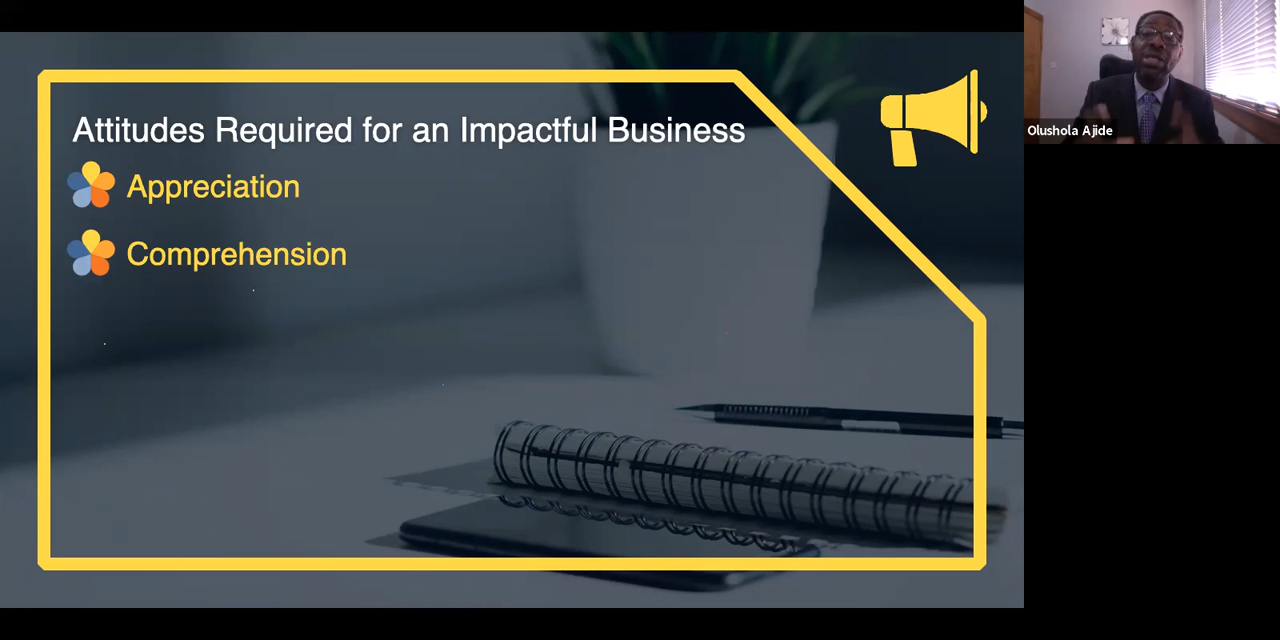 Attitudes Required for an Impactful Business
Appreciation
Comprehension
Olushola Ajide